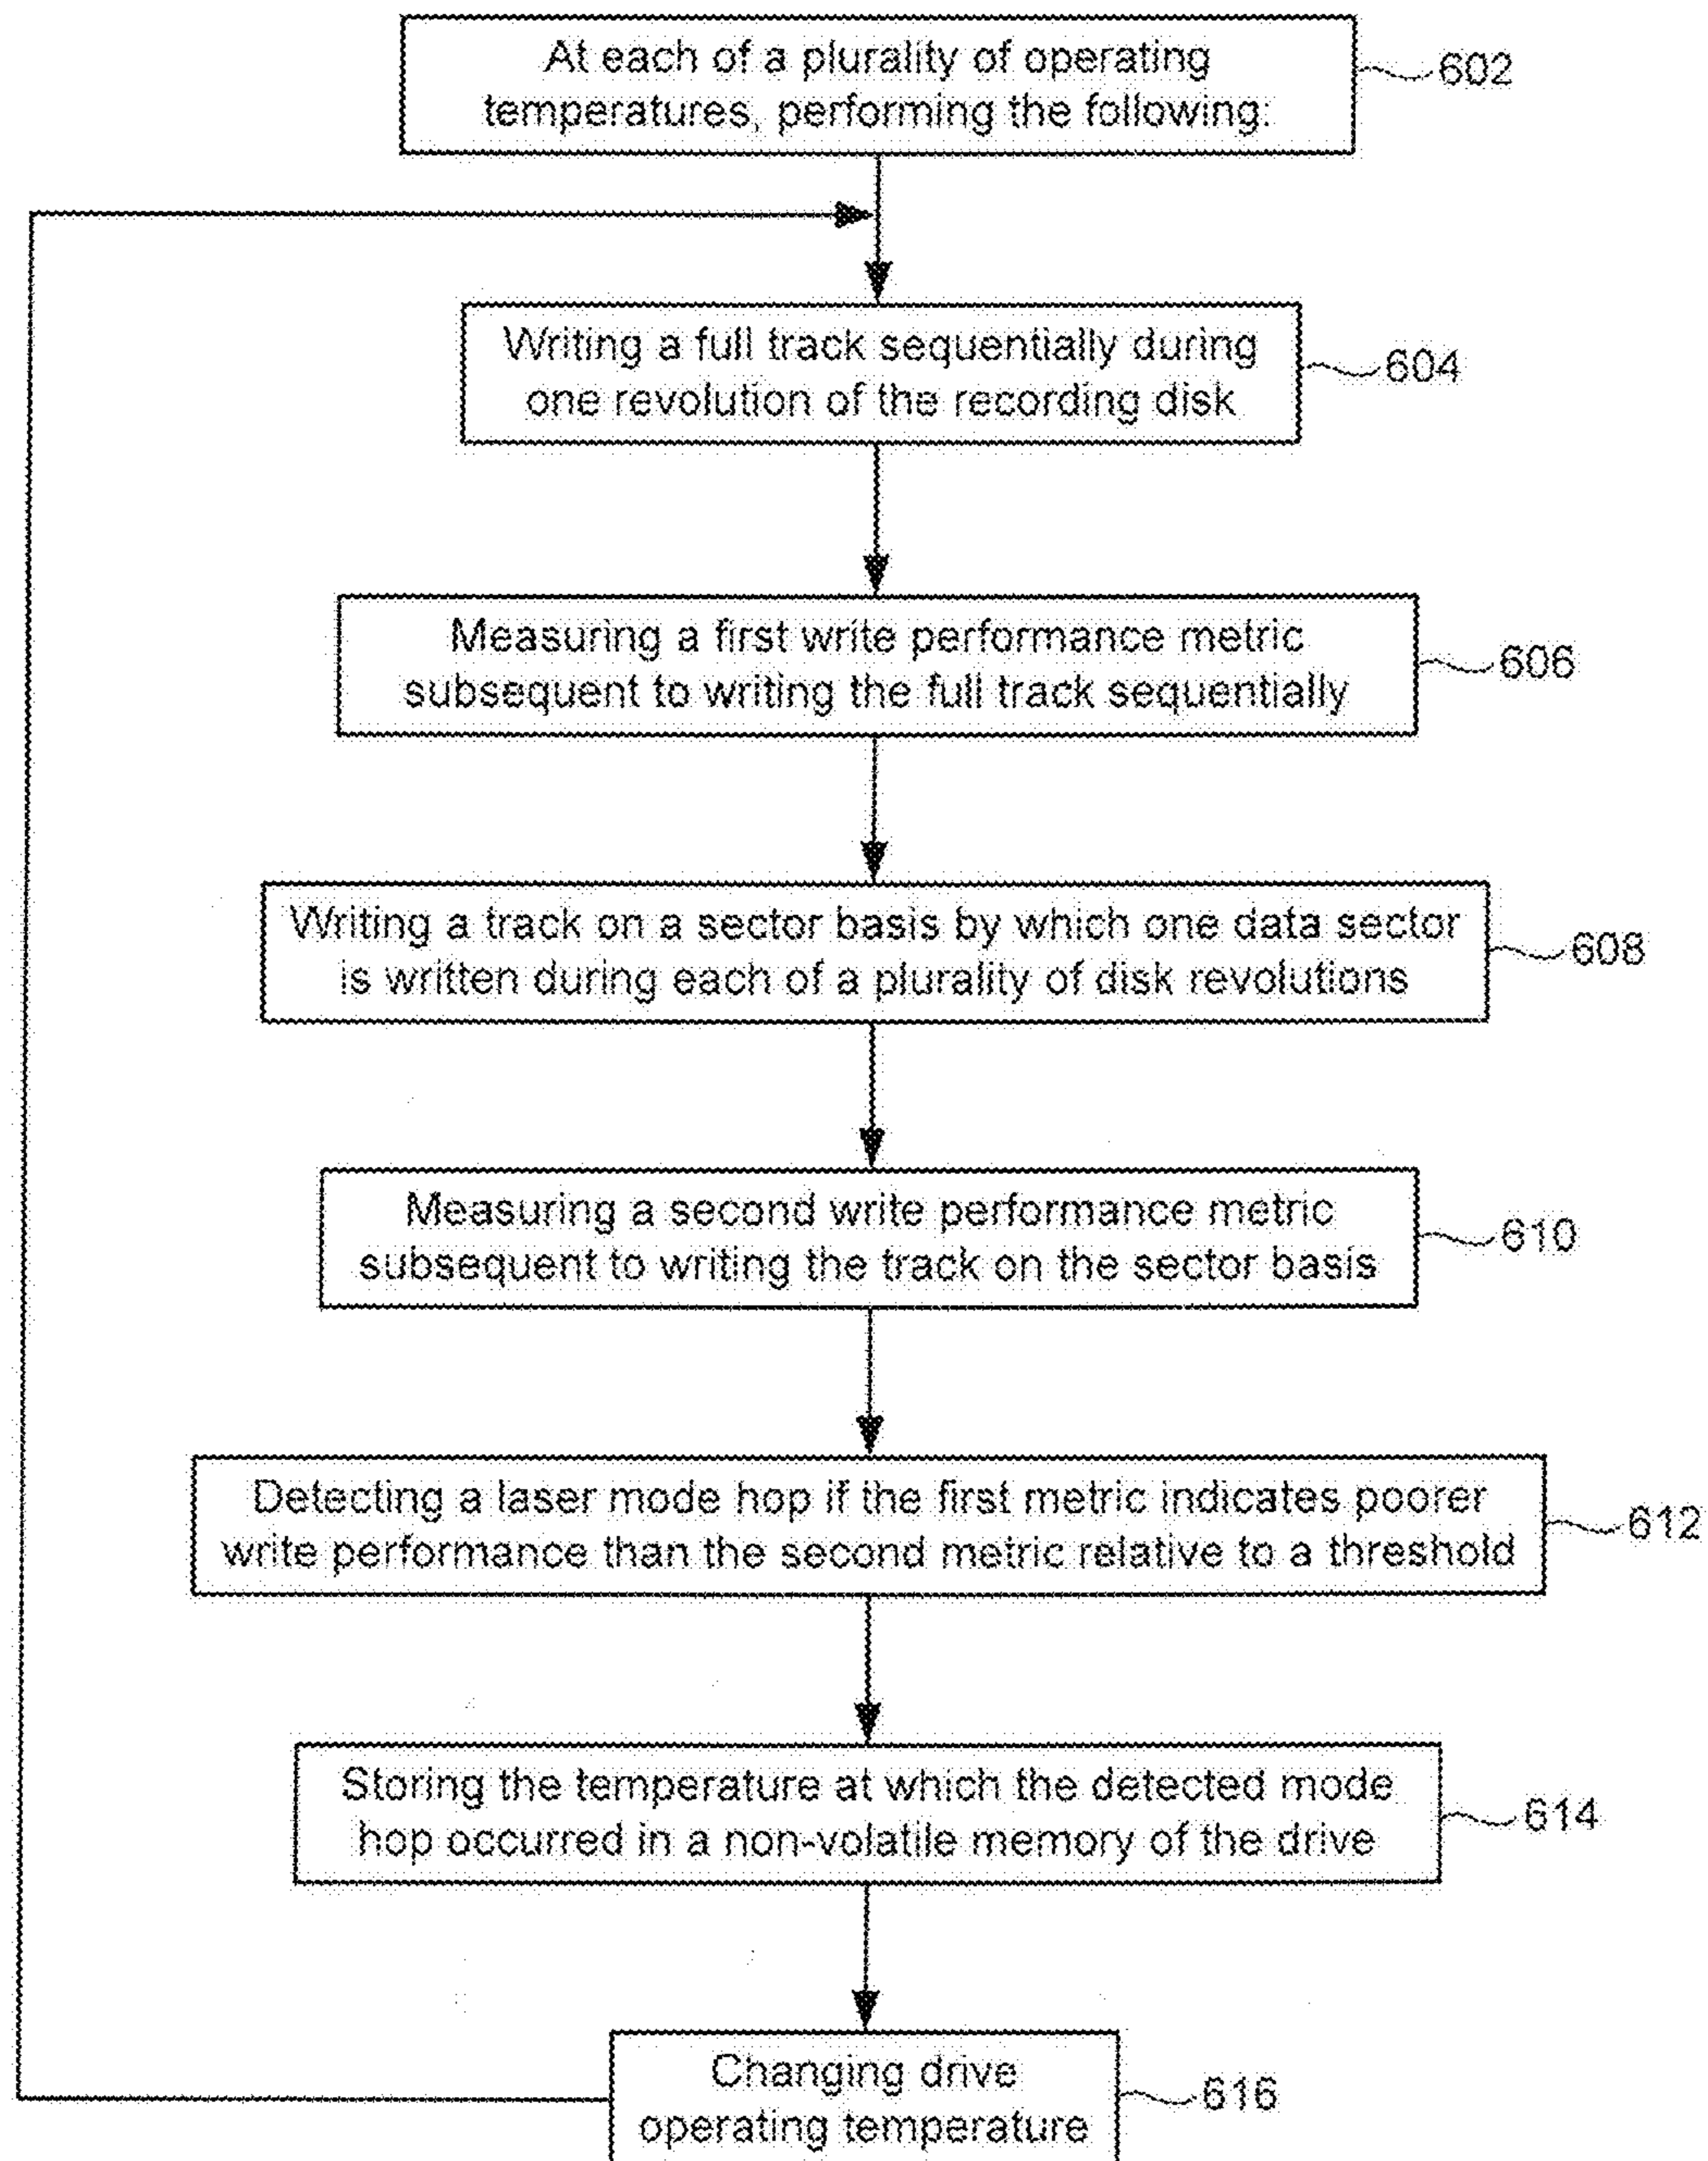 At each of a plurality of operating
temperatures, performing the following:
602
Writing a full track sequentially during
one revolution of the recording disk
604
Measuring a first write performance metric
subsequent to writing the full track sequentially
606
Writing a track on a sector basis by which one data sector
is written during each of a plurality of disk revolutions
608
Measuring a second write performance metric
subsequent to writing the track on the sector basis
610
Detecting a laser mode hop if the first metric indicates poorer
write performance than the second metric relative to a threshold
612
Storing the temperature at which the detected mode
hop occurred in a non-volatile memory of the drive
614
Changing drive
operating temperature
616